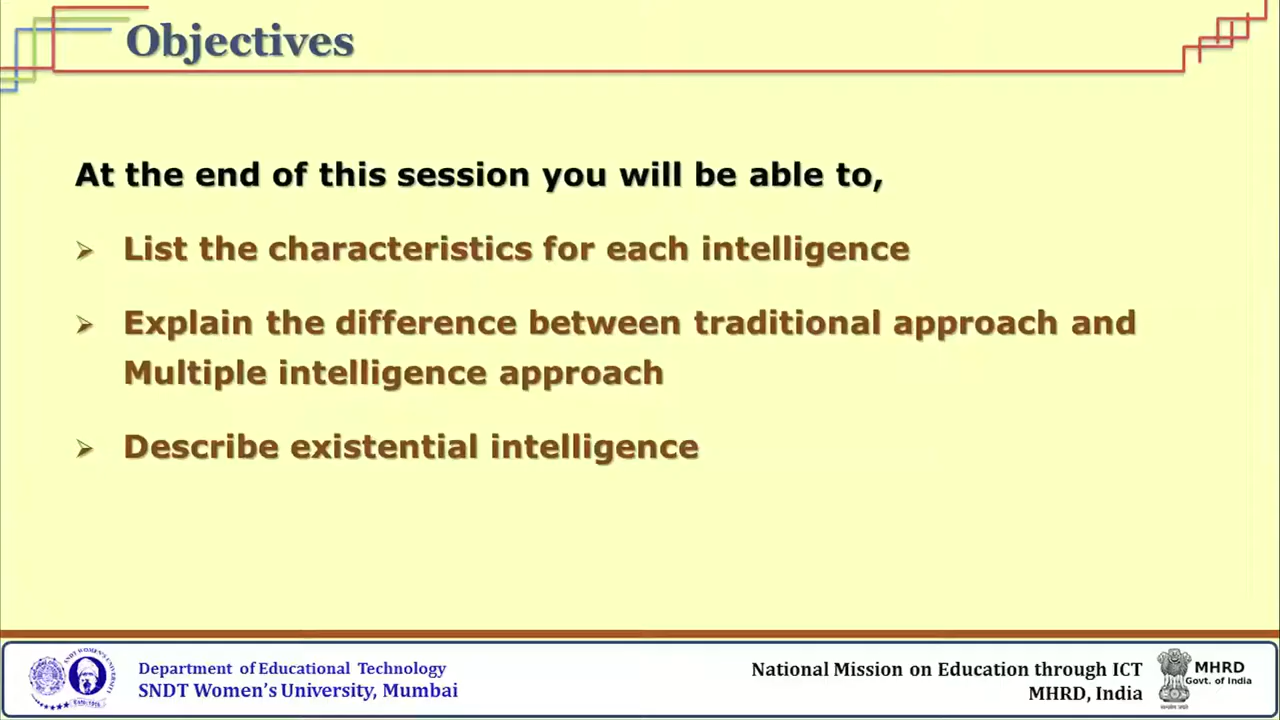 Objectives
At the end of this session you will be able to,
List the characteristics for each intelligence
Explain the difference between traditional approach and
Multiple intelligence approach
Describe existential intelligence
Department of Educational Technology
SNDT Women's University, Mumbai
National Mission on Education through ICT
MHRD, India
MHRD
Govt. of India